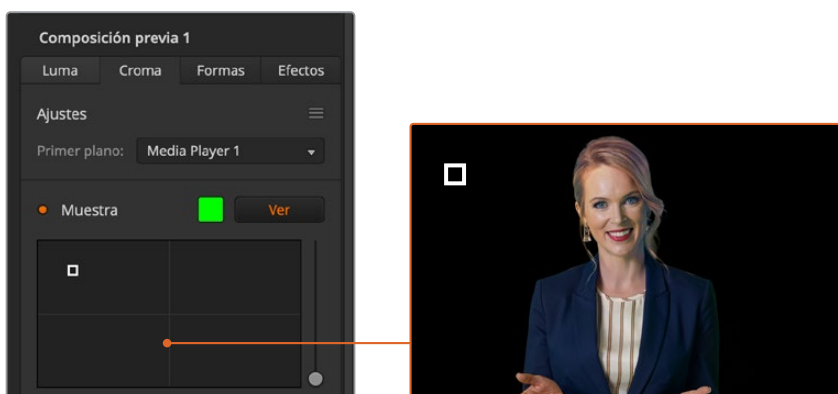 Composición previa 1
Luma Croma Formas Efectos
Ajustes
Primer plano: Media Player 1
Muestra Ver